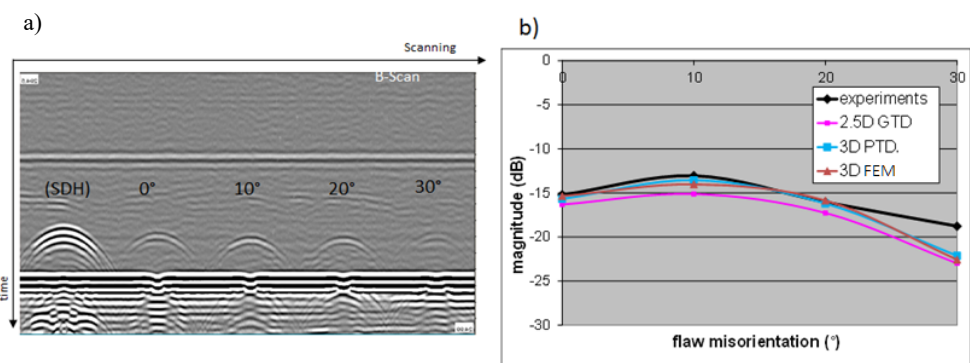 a)
Scanning
B-Scan
(SDH) 0° 10° 20° 30°
time
b)
0
-5
-10
-15
-20
-25
-30
0 10 20 30
experiments
2.5D GTD
3D PTD.
3D FEM
magnitude (dB)
flaw misorientation (°)